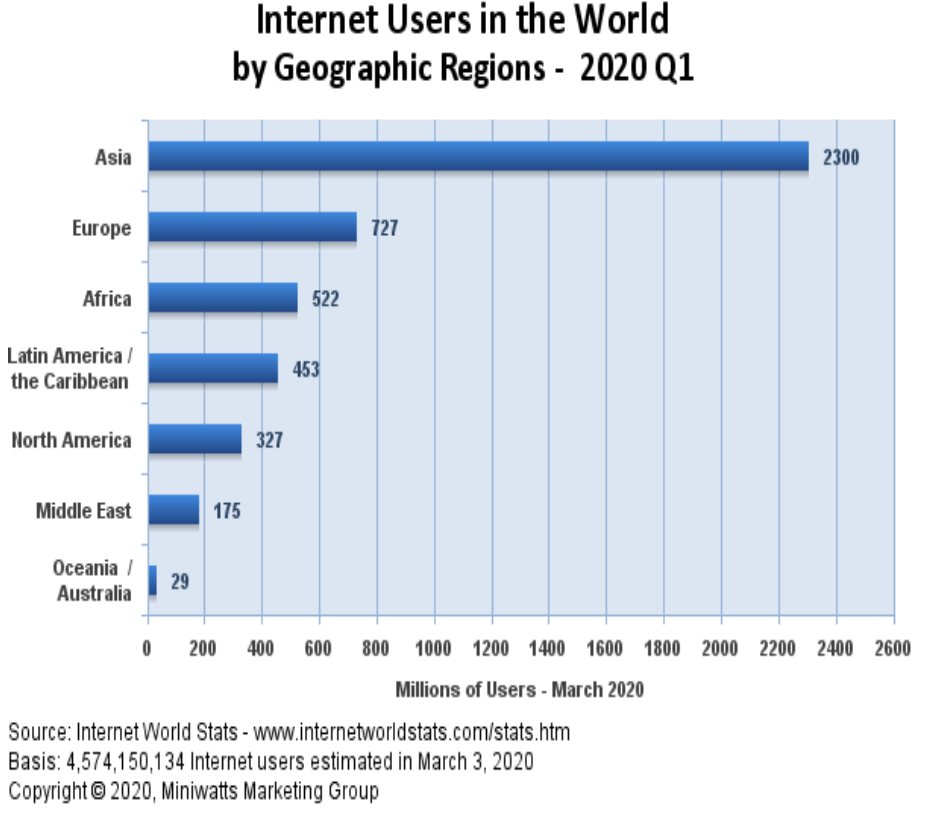 Internet Users in the World
by Geographic Regions - 2020 Q1
Asia
2300
Europe
727
Africa
522
Latin America /
the Caribbean
453
North America
327
Middle East
175
Oceania /
Australia
29
0 200 400 600 800 1000 1200 1400 1600 1800 2000 2200 2400 2600
Millions of Users - March 2020
Source: Internet World Stats - www.internetworldstats.com/stats.htm
Basis: 4,574,150,134 Internet users estimated in March 3, 2020
Copyright © 2020, Miniwatts Marketing Group